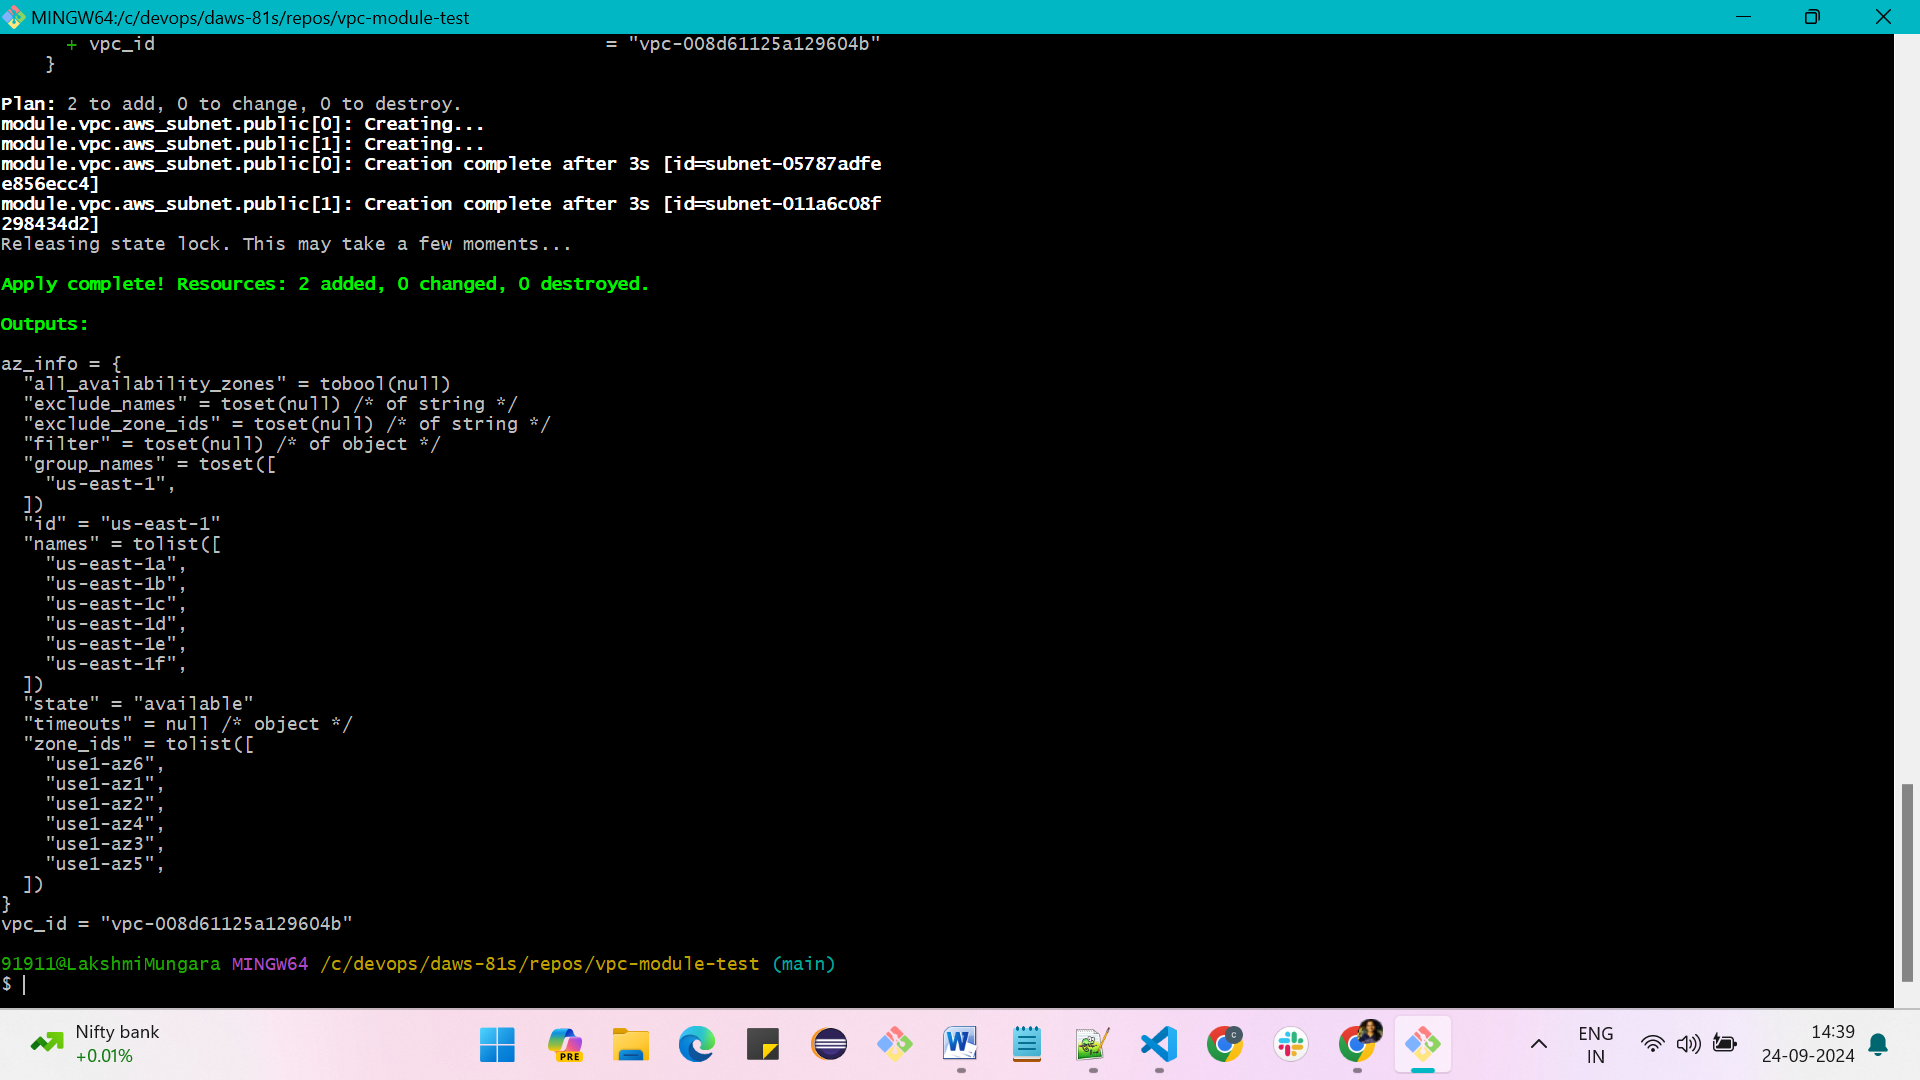 MINGW64:/c/devops/daws-81s/repos/vpc-module-test
      + vpc_id                                         = "vpc-008d61125a129604b"
    }
Plan: 2 to add, 0 to change, 0 to destroy.
module.vpc.aws_subnet.public[0]: Creating...
module.vpc.aws_subnet.public[1]: Creating...
module.vpc.aws_subnet.public[0]: Creation complete after 3s [id=subnet-05787adfe
e856ecc4]
module.vpc.aws_subnet.public[1]: Creation complete after 3s [id=subnet-011a6c08f
298434d2]
Releasing state lock. This may take a few moments...
Apply complete! Resources: 2 added, 0 changed, 0 destroyed.
Outputs:
az_info = {
  "all_availability_zones" = tobool(null)
  "exclude_names" = toset(null) /* of string */
  "exclude_zone_ids" = toset(null) /* of string */
  "filter" = toset(null) /* of object */
  "group_names" = toset([
    "us-east-1",
  ])
  "id" = "us-east-1"
  "names" = tolist([
    "us-east-1a",
    "us-east-1b",
    "us-east-1c",
    "us-east-1d",
    "us-east-1e",
    "us-east-1f",
  ])
  "state" = "available"
  "timeouts" = null /* object */
  "zone_ids" = tolist([
    "use1-az6",
    "use1-az1",
    "use1-az2",
    "use1-az4",
    "use1-az3",
    "use1-az5",
  ])
}
vpc_id = "vpc-008d61125a129604b"
91911@LakshmiMungara MINGW64 /c/devops/daws-81s/repos/vpc-module-test (main)
$
Nifty bank
+0.01%
PRE
W
C
ENG
IN
14:39
24-09-2024